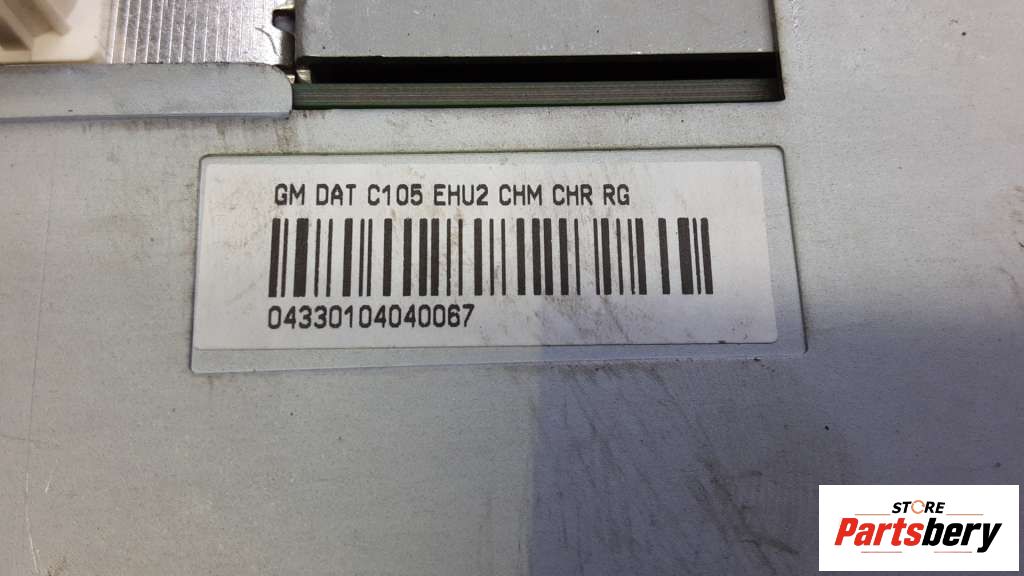 GM DAT C105 EHU2 CHM CHR RG
04330104040067
STORE
Partsbery